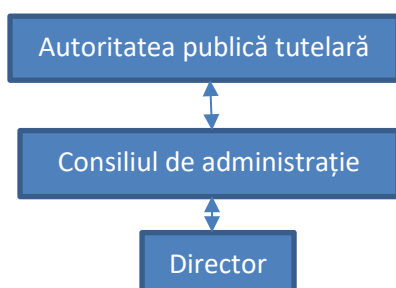 Autoritatea publică tutelară
Consiliul de administrație
Director